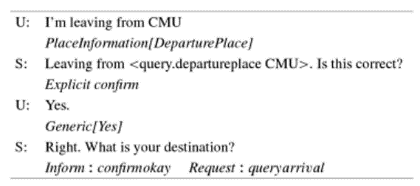 U: I'm leaving from CMU
PlaceInformation[DeparturePlace]
S: Leaving from <query.departureplace CMU>. Is this correct?
Explicit confirm
U: Yes.
Generic[Yes]
S: Right. What is your destination?
Inform : confirmokay Request : queryarrival